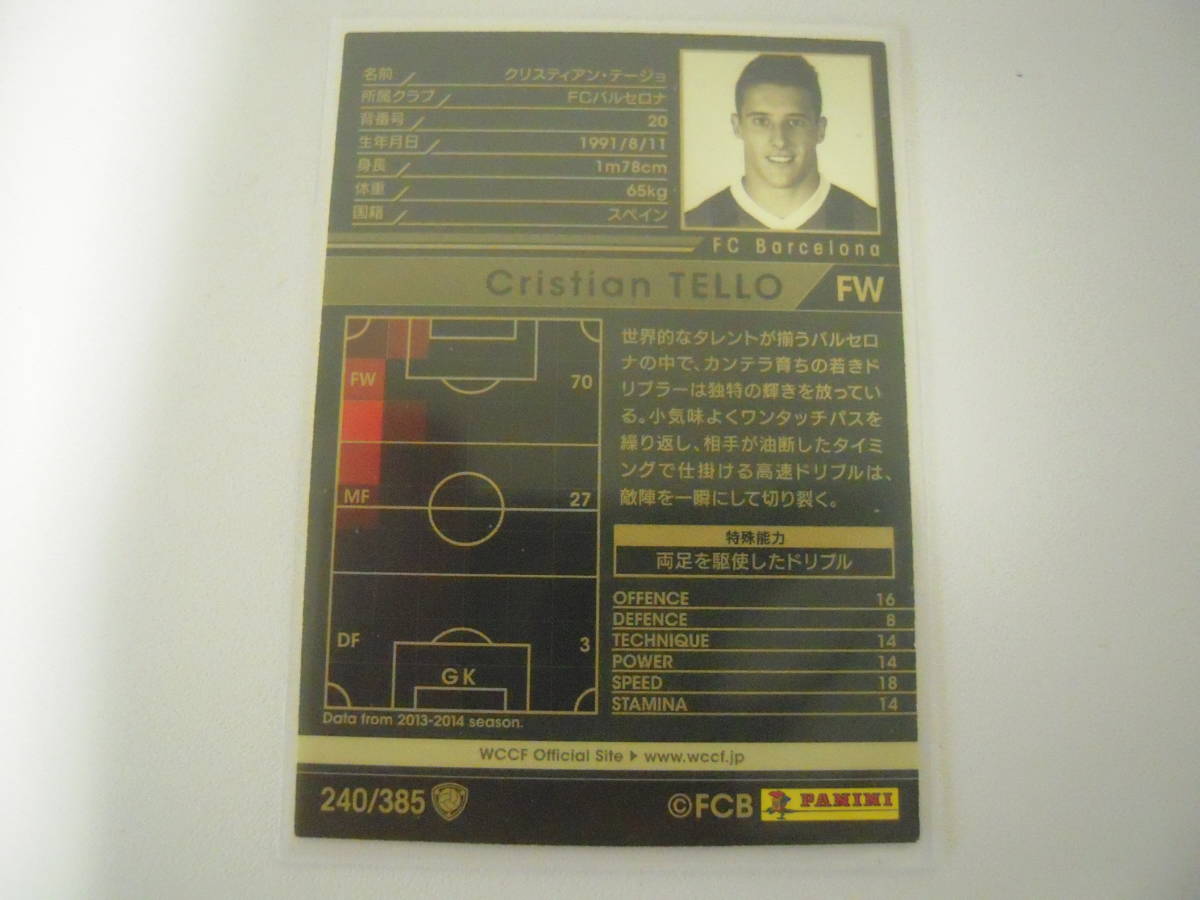 名前 クリスティアン・テージョ
所属クラブ FCバルセロナ
背番号 20
生年月日 1991/8/11
身長 1m78cm
体重 65kg
国籍 スペイン
FC Barcelona
Cristian TELLO FW
FW 70
MF 27
DF 3
GK
Data from 2013-2014 season.
世界的なタレントが揃うバルセロ
ナの中で、カンテラ育ちの若きド
リブラーは独特の輝きを放ってい
る。小気味よくワンタッチパスを
繰り返し、相手が油断したタイミ
ングで仕掛ける高速ドリブルは、
敵陣を一瞬にして切り裂く。
特殊能力
両足を駆使したドリブル
OFFENCE 16
DEFENCE 8
TECHNIQUE 14
POWER 14
SPEED 18
STAMINA 14
WCCF Official Site ▶ www.wccf.jp
240/385
©FCB PANINI